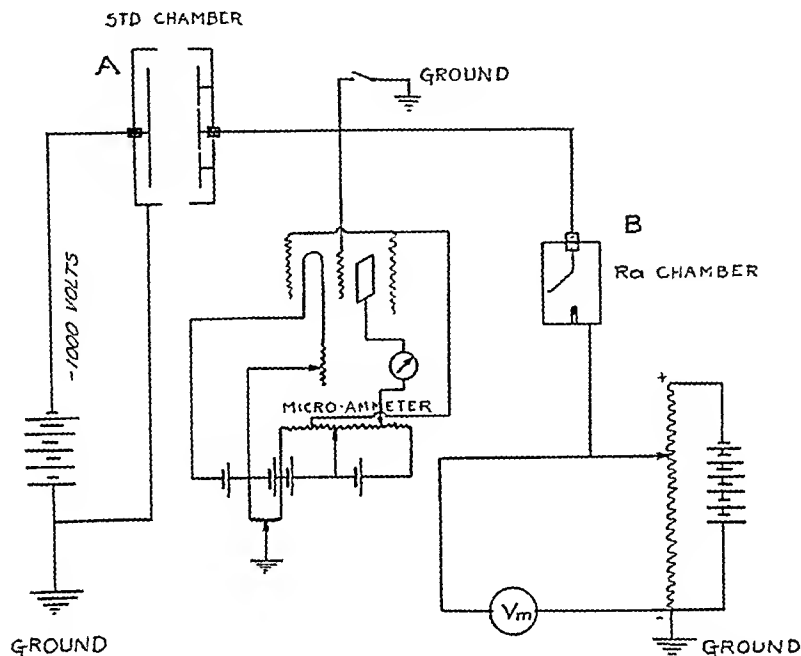 STD CHAMBER
A
GROUND
B
Ra CHAMBER
-1000 VOLTS
MICRO-AMMETER
+
Vm
-
GROUND
GROUND